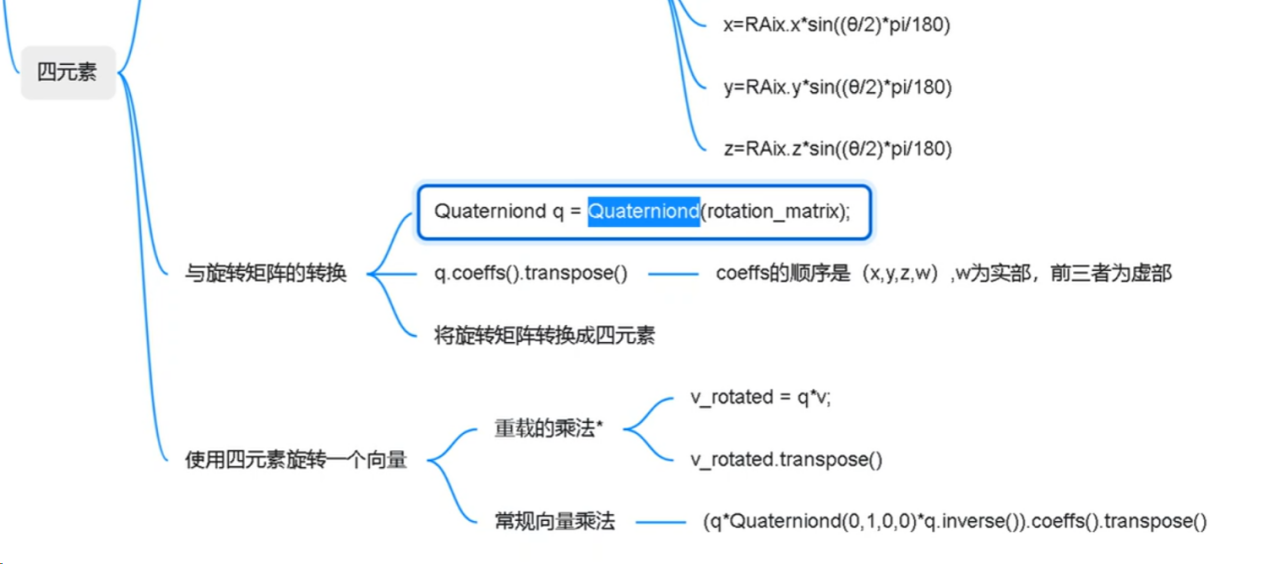 x=RAix.x*sin((θ/2)*pi/180)
四元素
y=RAix.y*sin((θ/2)*pi/180)
z=RAix.z*sin((θ/2)*pi/180)
Quaterniond q = Quaterniond(rotation_matrix);
与旋转矩阵的转换
q.coeffs().transpose()
coeffs的顺序是（x,y,z,w）,w为实部，前三者为虚部
将旋转矩阵转换成四元素
v_rotated = q*v;
重载的乘法*
使用四元素旋转一个向量
v_rotated.transpose()
常规向量乘法
(q*Quaterniond(0,1,0,0)*q.inverse()).coeffs().transpose()